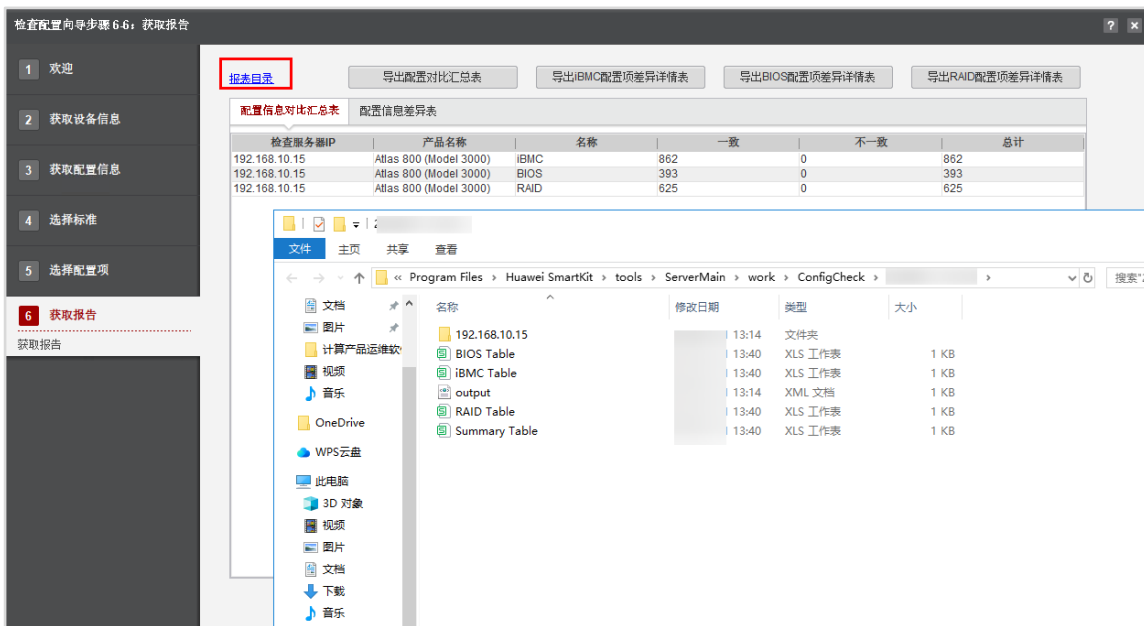 检查配置向导步骤 6-6：获取报告
? ×
1 欢迎
2 获取设备信息
3 获取配置信息
4 选择标准
5 选择配置项
6 获取报告
获取报告
报表目录 导出配置对比汇总表 导出iBMC配置项差异详情表 导出BIOS配置项差异详情表 导出RAID配置项差异详情表
配置信息对比汇总表 配置信息差异表
检查服务器IP 产品名称 名称 一致 不一致 总计
192.168.10.15 Atlas 800 (Model 3000) iBMC 862 0 862
192.168.10.15 Atlas 800 (Model 3000) BIOS 393 0 393
192.168.10.15 Atlas 800 (Model 3000) RAID 625 0 625
文件 主页 共享 查看
« Program Files › Huawei SmartKit › tools › ServerMain › work › ConfigCheck › ›
搜索"2
名称 修改日期 类型 大小
192.168.10.15 13:14 文件夹
BIOS Table 13:40 XLS 工作表 1 KB
iBMC Table 13:40 XLS 工作表 1 KB
output 13:14 XML 文档 1 KB
RAID Table 13:40 XLS 工作表 1 KB
Summary Table 13:40 XLS 工作表 1 KB
文档
图片
计算产品运维软
视频
音乐
OneDrive
WPS云盘
此电脑
3D 对象
视频
图片
文档
下载
音乐